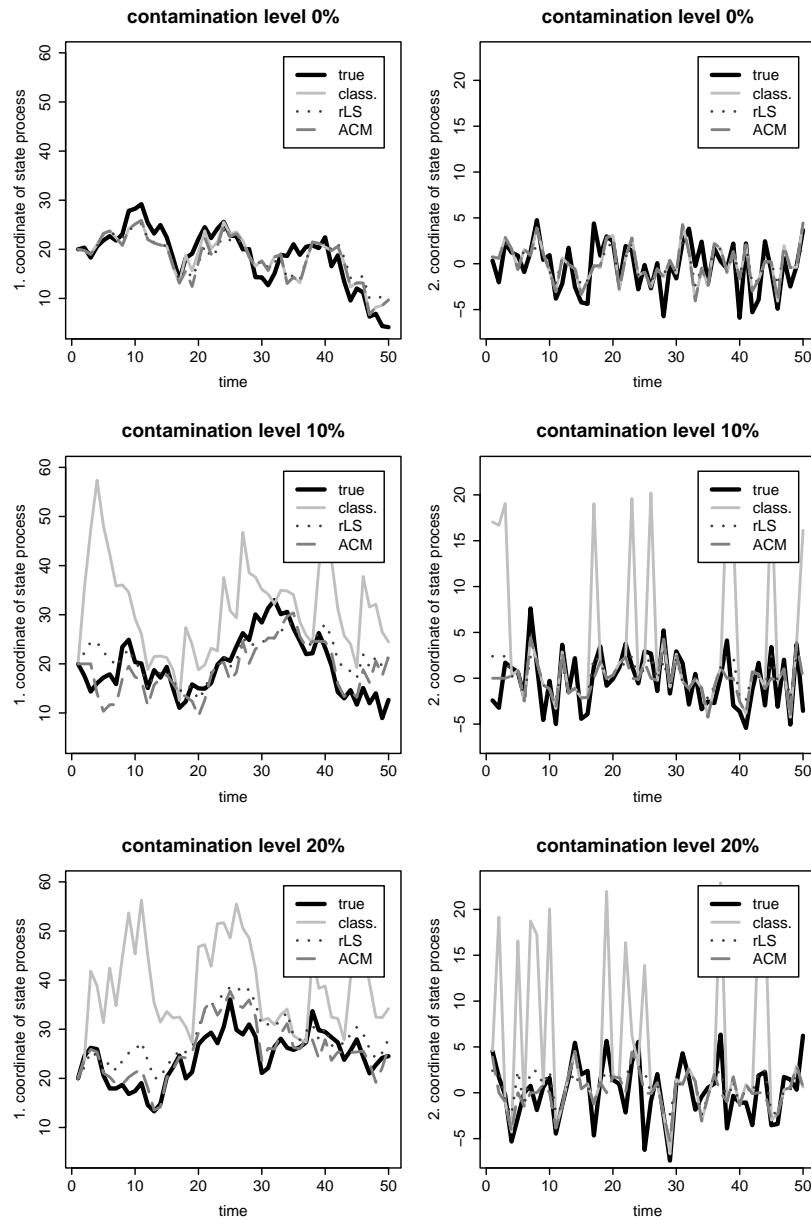 contamination level 0%
1. coordinate of state process
60
50
40
30
20
10
true
class.
rLS
ACM
0
10
20
30
40
50
time
contamination level 0%
2. coordinate of state process
20
15
10
5
0
−5
true
class.
rLS
ACM
0
10
20
30
40
50
time
contamination level 10%
1. coordinate of state process
60
50
40
30
20
10
true
class.
rLS
ACM
0
10
20
30
40
50
time
contamination level 10%
2. coordinate of state process
20
15
10
5
0
−5
true
class.
rLS
ACM
0
10
20
30
40
50
time
contamination level 20%
1. coordinate of state process
60
50
40
30
20
10
true
class.
rLS
ACM
0
10
20
30
40
50
time
contamination level 20%
2. coordinate of state process
20
15
10
5
0
−5
true
class.
rLS
ACM
0
10
20
30
40
50
time